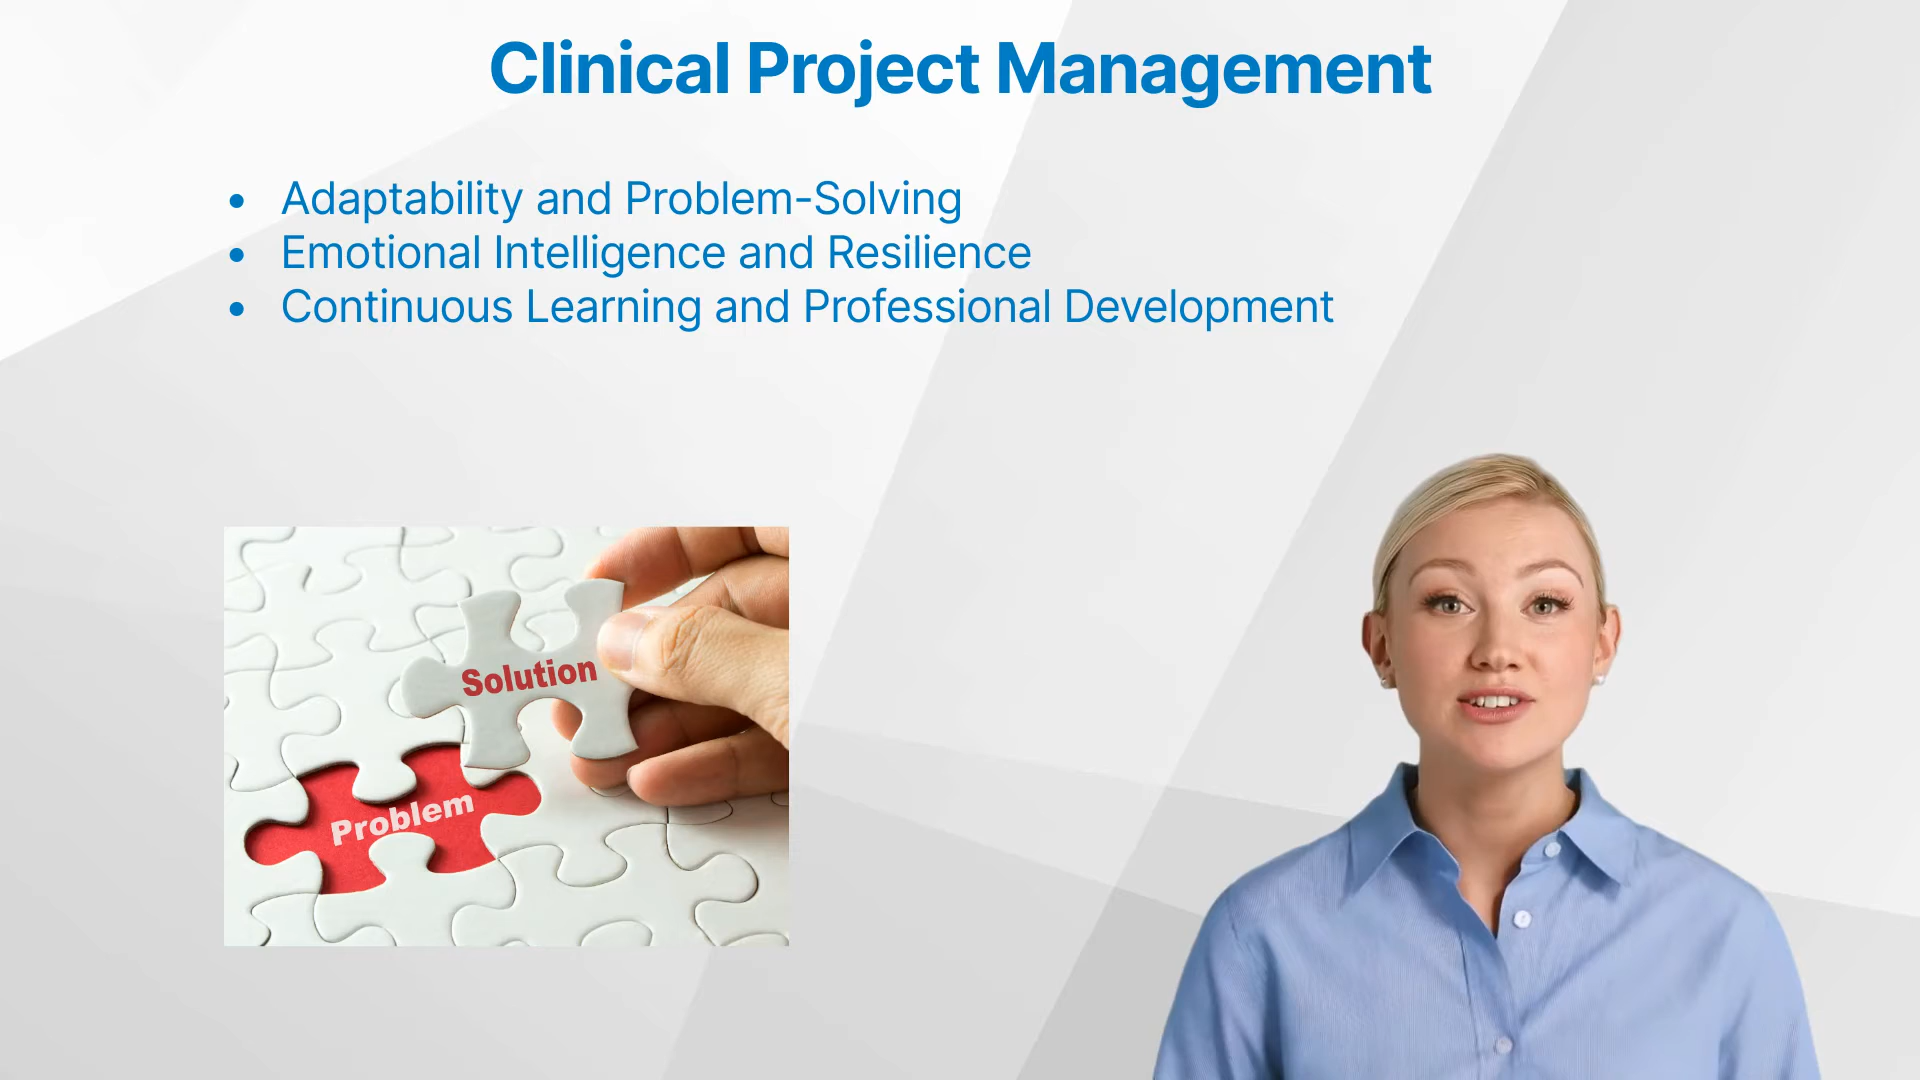 Clinical Project Management
• Adaptability and Problem-Solving
• Emotional Intelligence and Resilience
• Continuous Learning and Professional Development
Solution
Problem